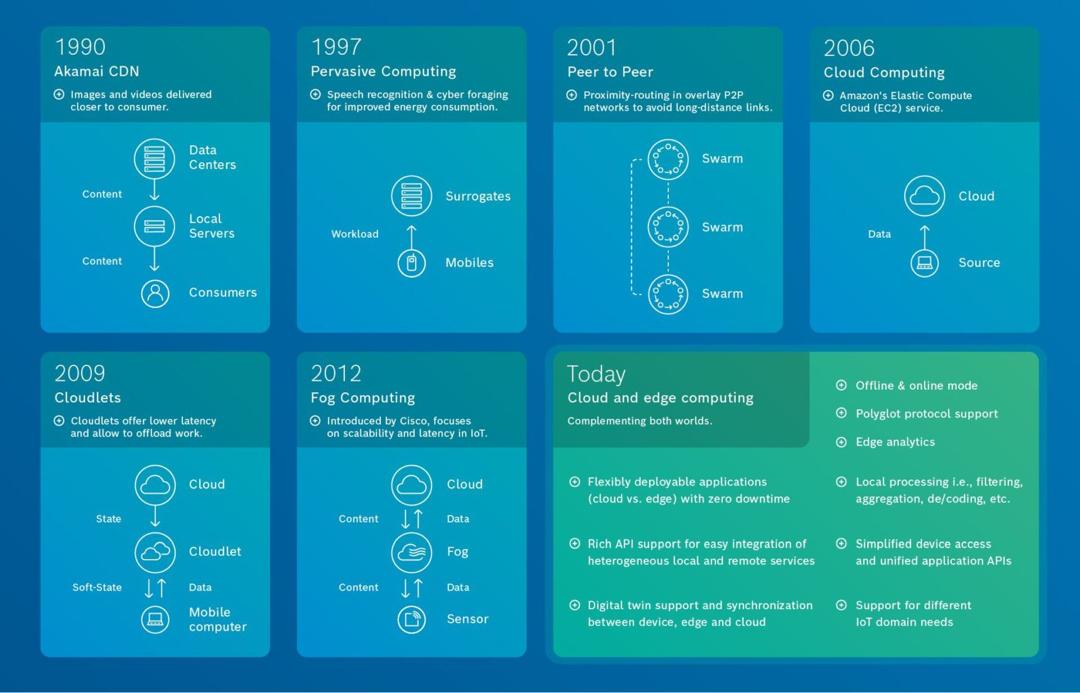 1990
Akamai CDN
Images and videos delivered
closer to consumer.
Data
Centers
Content
Local
Servers
Content
Consumers
1997
Pervasive Computing
Speech recognition & cyber foraging
for improved energy consumption.
Surrogates
Workload
Mobiles
2001
Peer to Peer
Proximity-routing in overlay P2P
networks to avoid long-distance links.
Swarm
Swarm
Swarm
2006
Cloud Computing
Amazon's Elastic Compute
Cloud (EC2) service.
Cloud
Data
Source
2009
Cloudlets
Cloudlets offer lower latency
and allow to offload work.
Cloud
State
Cloudlet
Soft-State
Data
Mobile
computer
2012
Fog Computing
Introduced by Cisco, focuses
on scalability and latency in IoT.
Cloud
Content
Data
Fog
Content
Data
Sensor
Today
Cloud and edge computing
Complementing both worlds.
Flexibly deployable applications
(cloud vs. edge) with zero downtime
Rich API support for easy integration of
heterogeneous local and remote services
Digital twin support and synchronization
between device, edge and cloud
Offline & online mode
Polyglot protocol support
Edge analytics
Local processing i.e., filtering,
aggregation, de/coding, etc.
Simplified device access
and unified application APIs
Support for different
IoT domain needs